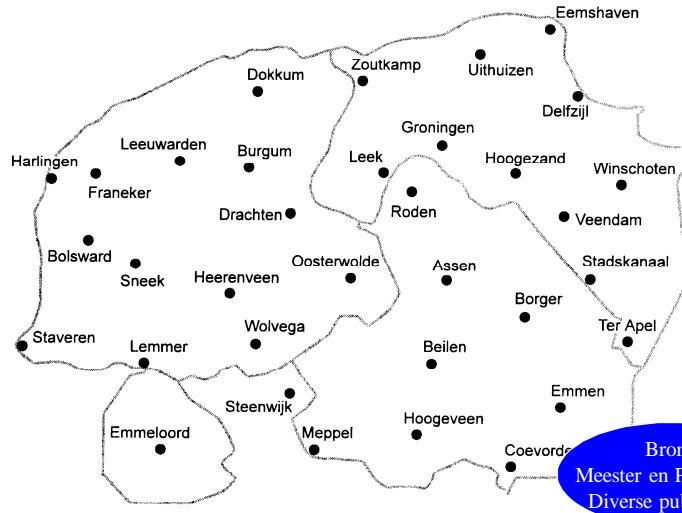 Eemshaven
Zoutkamp
Uithuizen
Dokkum
Delfzijl
Groningen
Leeuwarden
Burgum
Harlingen
Leek
Hoogezand
Winschoten
Franeker
Roden
Drachten
Veendam
Bolsward
Sneek
Oosterwolde
Assen
Stadskanaal
Heerenveen
Borger
Staveren
Lemmer
Wolvega
Beilen
Ter Apel
Steenwijk
Emmen
Emmeloord
Meppel
Hoogeveen
Coevorde
Bron
Meester en
Diverse